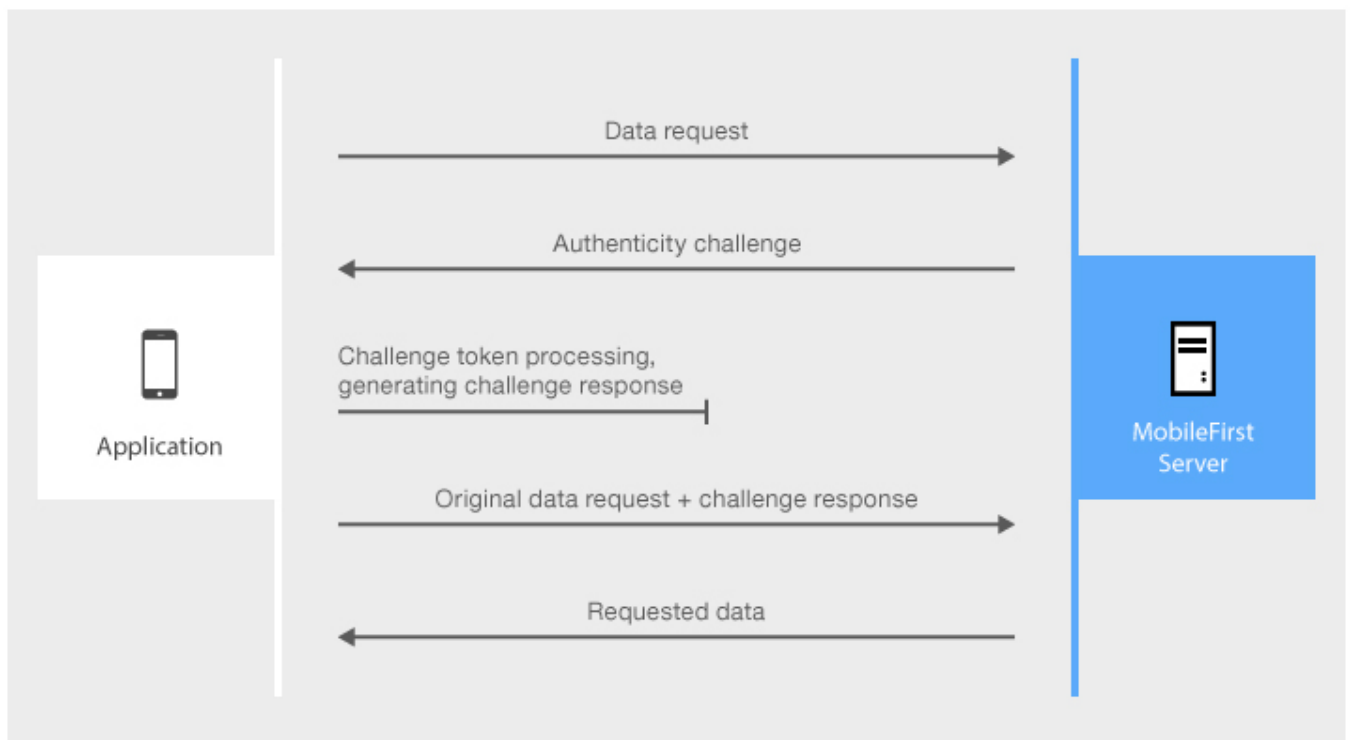 Data request
Authenticity challenge
Challenge token processing,
generating challenge response
Application
MobileFirst
Server
Original data request + challenge response
Requested data